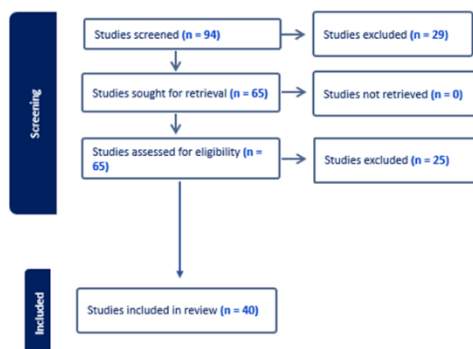 Screening
Studies screened (n = 94)
Studies excluded (n = 29)
Studies sought for retrieval (n = 65)
Studies not retrieved (n = 0)
Studies assessed for eligibility (n =
65)
Studies excluded (n = 25)
Included
Studies included in review (n = 40)